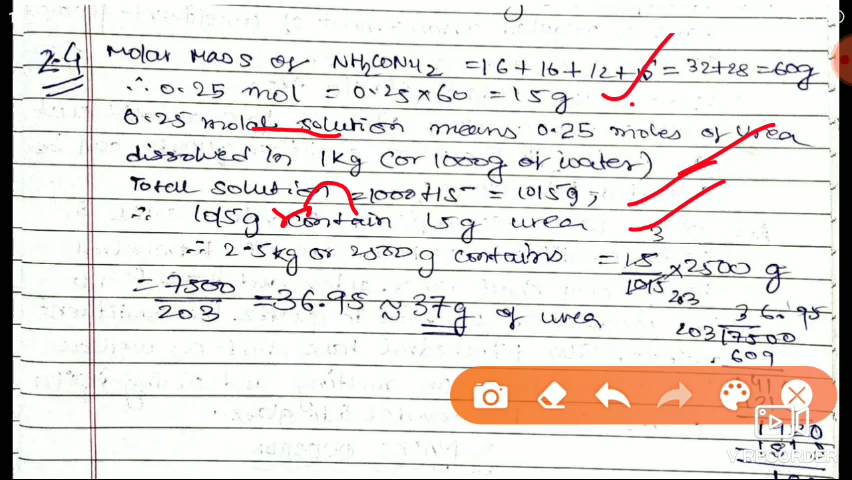 2.4 Molar Mass of NH2CONH2 = 16+16+12+16 = 32+28 = 60g
∴ 0.25 mol = 0.25×60 = 15g
0.25 molal solution means 0.25 moles of urea
dissolved in 1kg (or 1000g of water)
Total solution = 1000+15 = 1015g,
∴ 1015g contain 15g urea
∴ 2.5kg or 2500g contains = 15/1015 × 2500 g
3
203
= 7500/203 = 36.95 ≈ 37g of urea
36.95
203 7500
609
V RECORDER